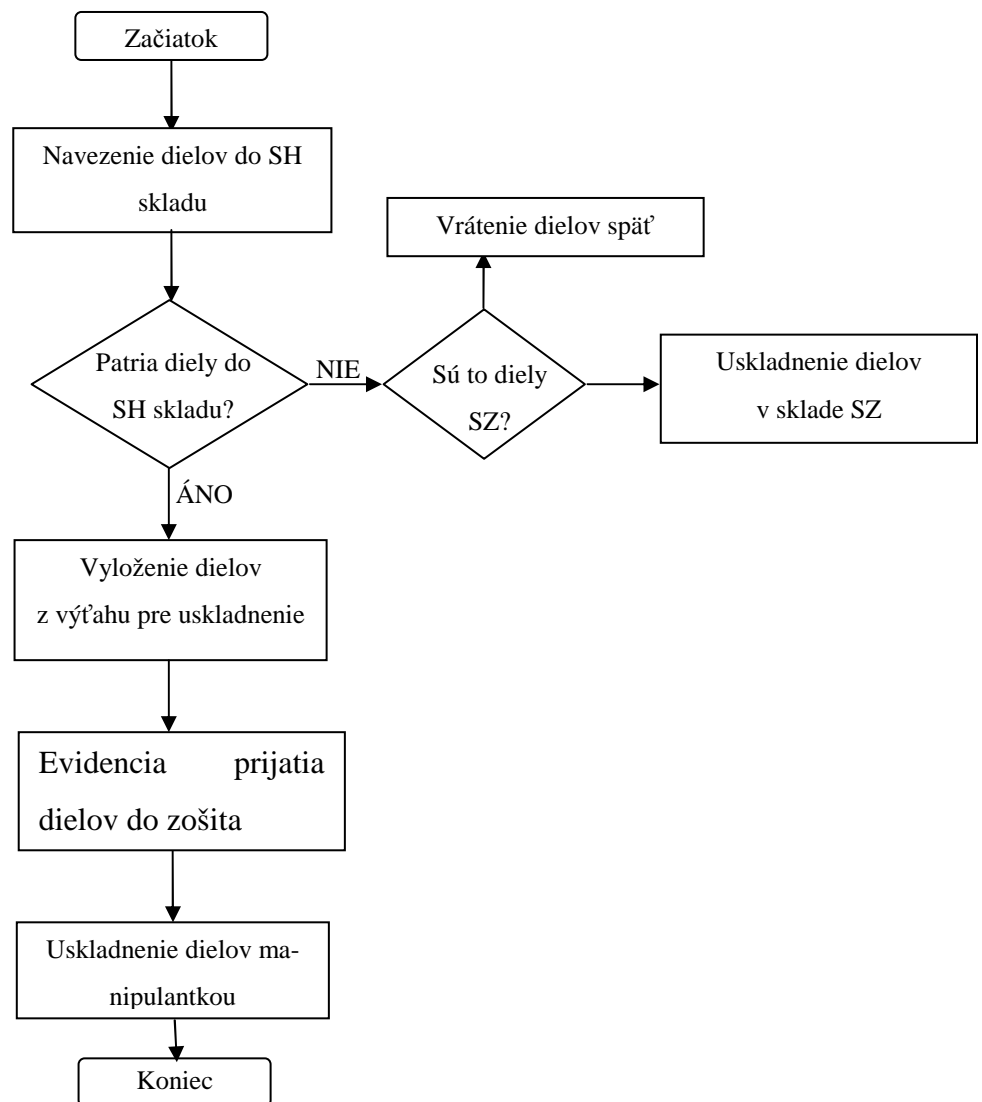 Začiatok
Navezenie dielov do SH
skladu
Vrátenie dielov späť
Patria diely do
SH skladu?
NIE
Sú to diely
SZ?
Uskladnenie dielov
v sklade SZ
ÁNO
Vyloženie dielov
z výťahu pre uskladnenie
Evidencia prijatia
dielov do zošita
Uskladnenie dielov ma-
nipulantkou
Koniec